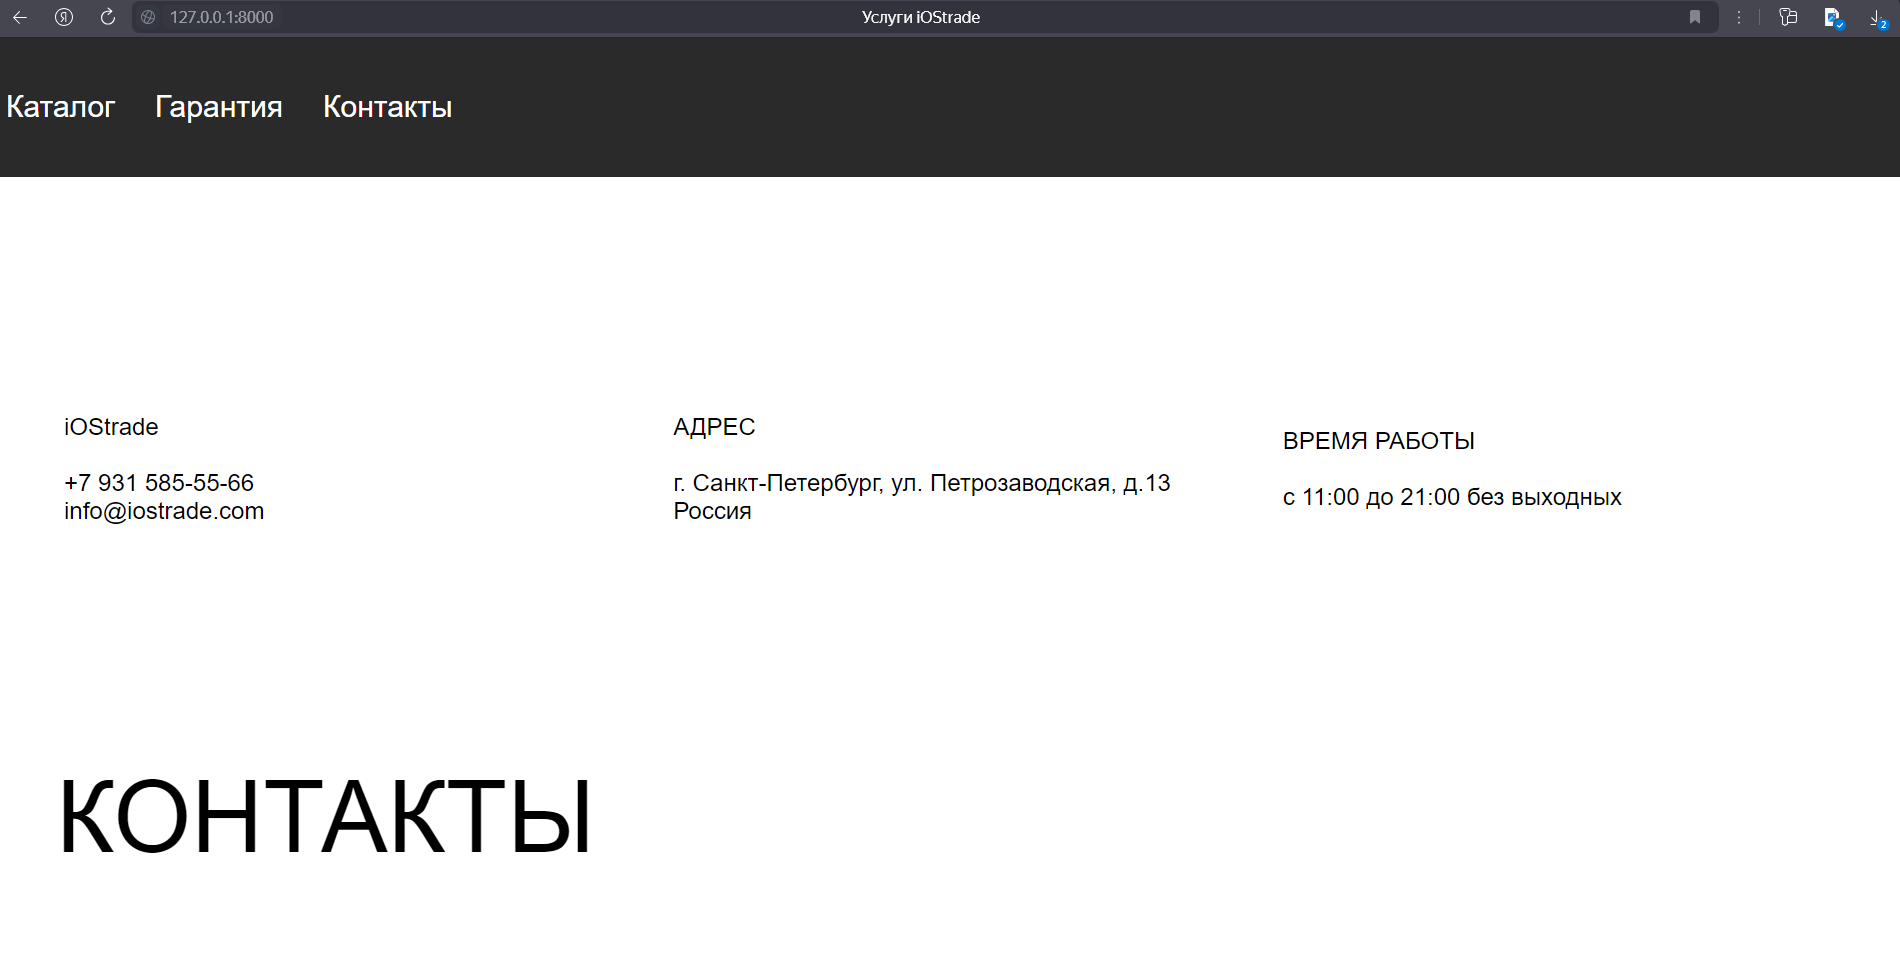 127.0.0.1:8000
Услуги iOStrade
2
Каталог
Гарантия
Контакты
iOStrade
+7 931 585-55-66
info@iostrade.com
АДРЕС
г. Санкт-Петербург, ул. Петрозаводская, д.13
Россия
ВРЕМЯ РАБОТЫ
с 11:00 до 21:00 без выходных
КОНТАКТЫ